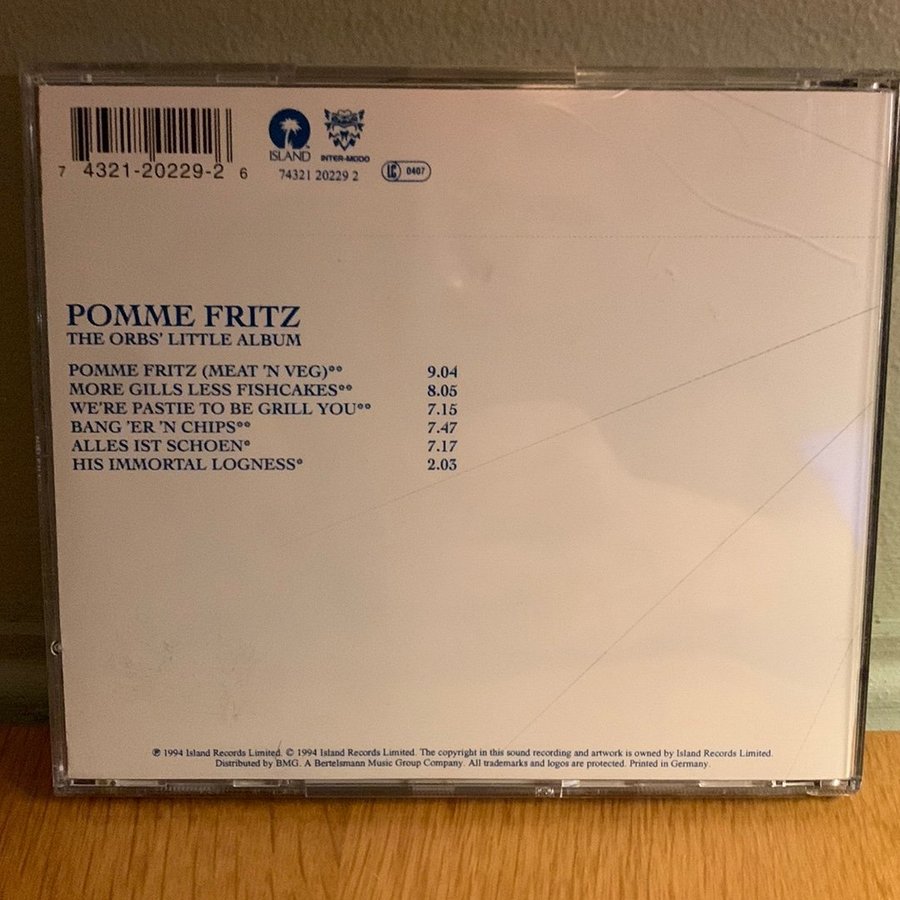 7 4321-20229-2 6
ISLAND
INTER-MODO
74321 20229 2
LC 0407
POMME FRITZ
THE ORBS' LITTLE ALBUM
POMME FRITZ (MEAT 'N VEG)°° 9.04
MORE GILLS LESS FISHCAKES°° 8.05
WE'RE PASTIE TO BE GRILL YOU°° 7.15
BANG 'ER 'N CHIPS°° 7.47
ALLES IST SCHOEN° 7.17
HIS IMMORTAL LOGNESS° 2.03
℗ 1994 Island Records Limited. © 1994 Island Records Limited. The copyright in this sound recording and artwork is owned by Island Records Limited.
Distributed by BMG. A Bertelsmann Music Group Company. All trademarks and logos are protected. Printed in Germany.